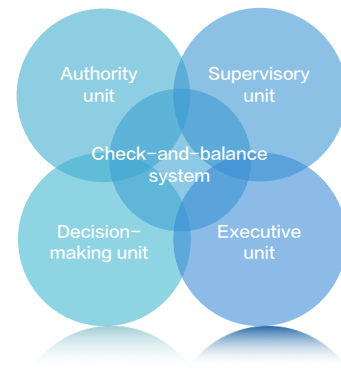 Authority
unit
Supervisory
unit
Check-and-balance
system
Decision-
making unit
Executive
unit